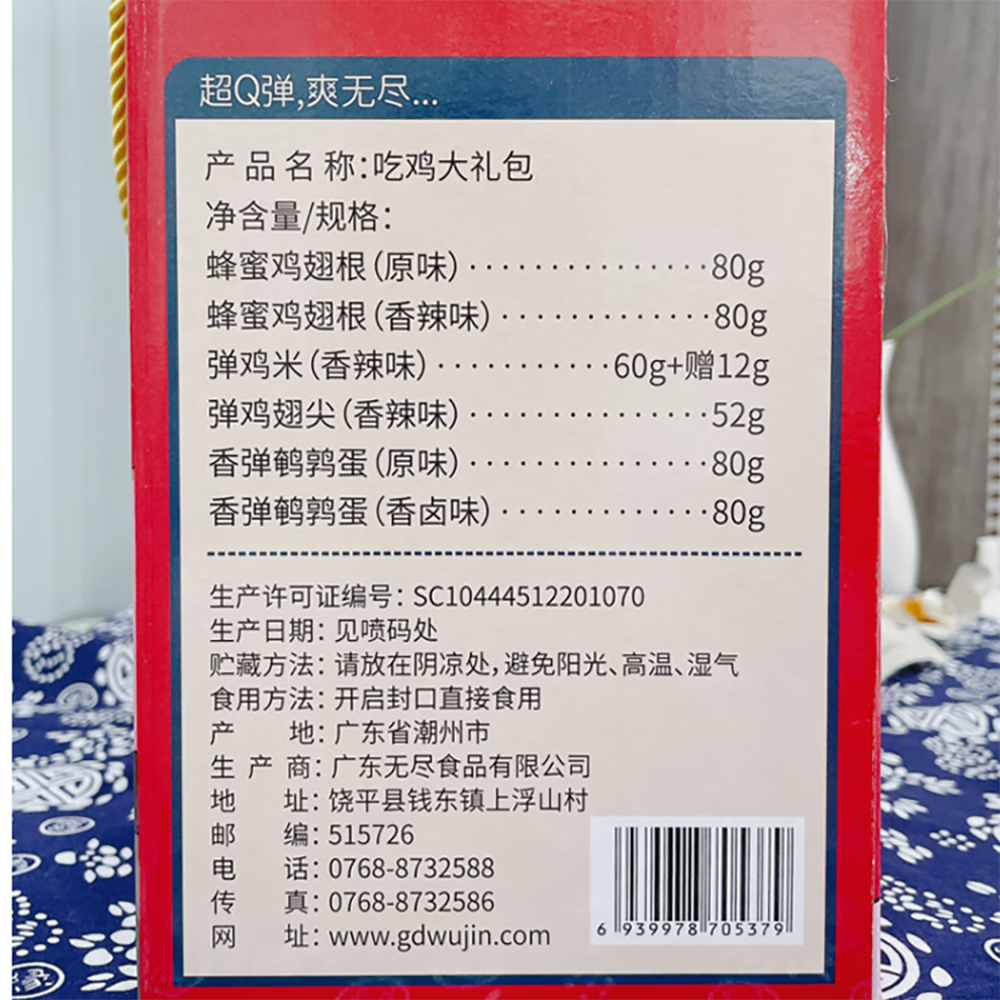 超Q弹,爽无尽...
产品名称:吃鸡大礼包
净含量/规格:
蜂蜜鸡翅根(原味)···············80g
蜂蜜鸡翅根(香辣味)·············80g
弹鸡米(香辣味)···········60g+赠12g
弹鸡翅尖(香辣味)···············52g
香弹鹌鹑蛋(原味)···············80g
香弹鹌鹑蛋(香卤味)·············80g
生产许可证编号: SC10444512201070
生产日期: 见喷码处
贮藏方法: 请放在阴凉处,避免阳光、高温、湿气
食用方法: 开启封口直接食用
产 地: 广东省潮州市
生产商: 广东无尽食品有限公司
地 址: 饶平县钱东镇上浮山村
邮 编: 515726
电 话: 0768-8732588
传 真: 0768-8732586
网 址: www.gdwujin.com
6 939978 705379